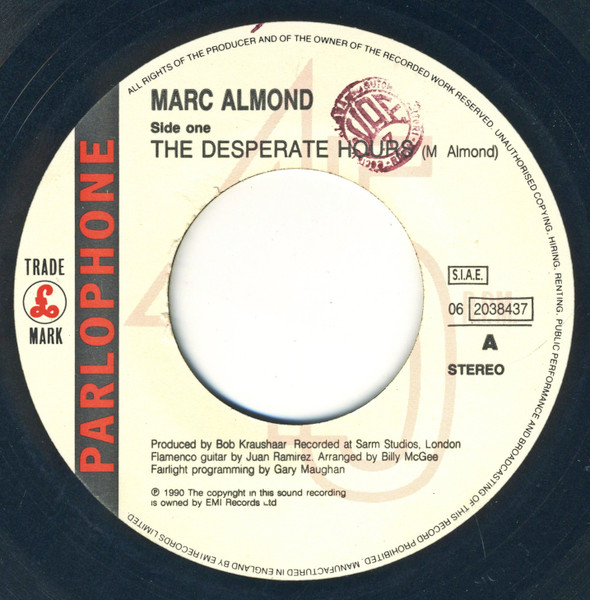 ALL RIGHTS OF THE PRODUCER AND OF THE OWNER OF THE RECORDED WORK RESERVED. UNAUTHORISED COPYING. HIRING. RENTING. PUBLIC PERFORMANCE AND BROADCASTING OF THIS RECORD PROHIBITED. MANUFACTURED IN ENGLAND BY EMI RECORDS LIMITED.
MARC ALMOND
Side one
THE DESPERATE HOURS (M Almond)
PARLOPHONE
TRADE
£
MARK
S.I.A.E.
06 2038437
A
STEREO
45
Produced by Bob Kraushaar Recorded at Sarm Studios, London
Flamenco guitar by Juan Ramirez. Arranged by Billy McGee
Fairlight programming by Gary Maughan
℗ 1990 The copyright in this sound recording
is owned by EMI Records Ltd